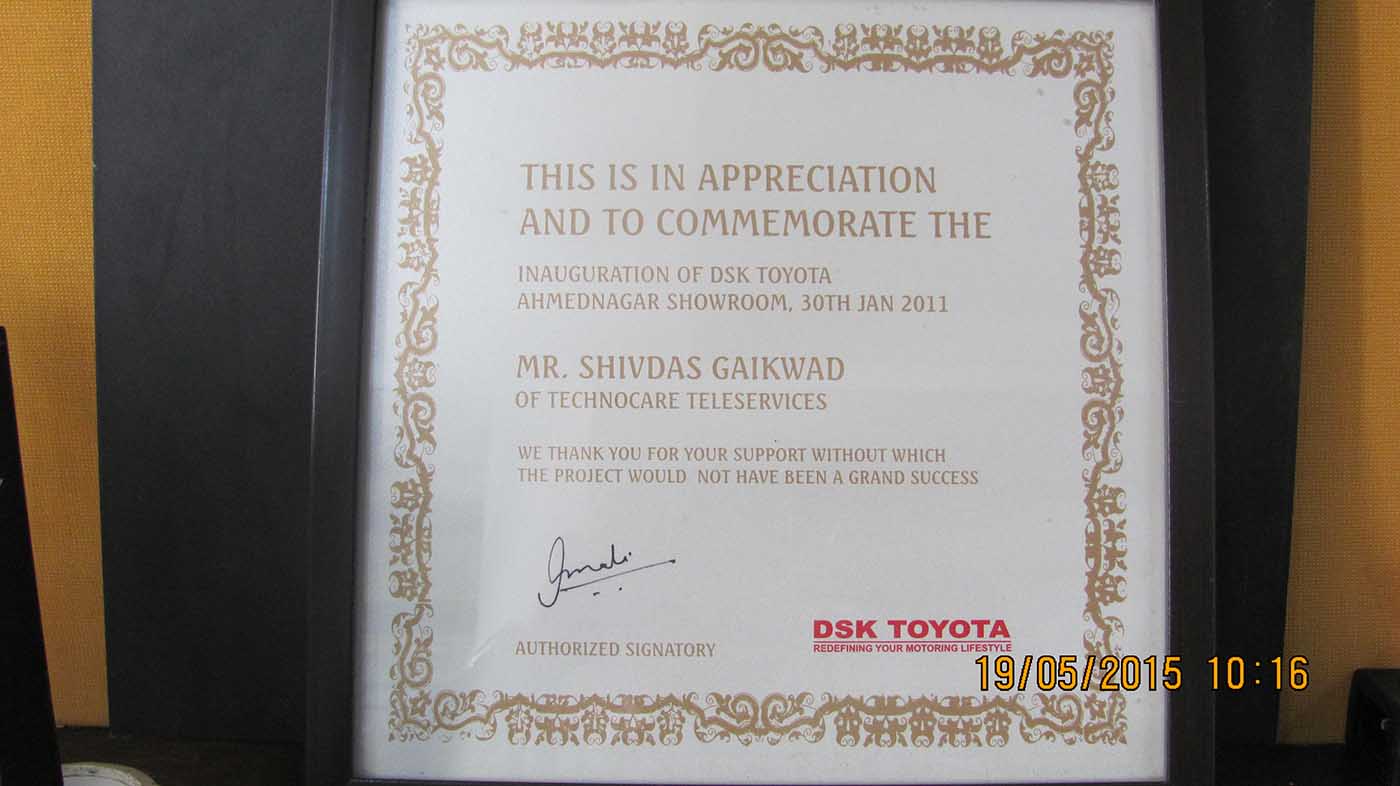 THIS IS IN APPRECIATION
AND TO COMMEMORATE THE
INAUGURATION OF DSK TOYOTA
AHMEDNAGAR SHOWROOM, 30TH JAN 2011
MR. SHIVDAS GAIKWAD
OF TECHNOCARE TELESERVICES
WE THANK YOU FOR YOUR SUPPORT WITHOUT WHICH
THE PROJECT WOULD NOT HAVE BEEN A GRAND SUCCESS
AUTHORIZED SIGNATORY
DSK TOYOTA
REDEFINING YOUR MOTORING LIFESTYLE
19/05/2015 10:16